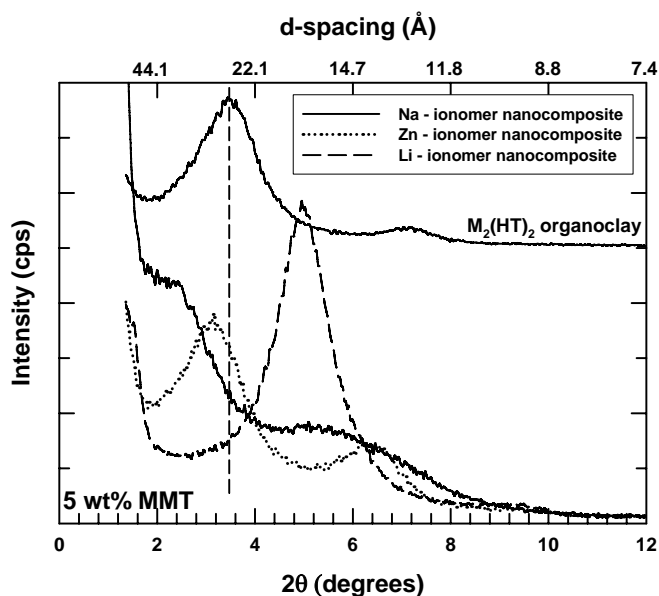 d-spacing (Å)
44.1 22.1 14.7 11.8 8.8 7.4
Na - ionomer nanocomposite
Zn - ionomer nanocomposite
Li - ionomer nanocomposite
M₂(HT)₂ organoclay
Intensity (cps)
5 wt% MMT
0 2 4 6 8 10 12
2θ (degrees)